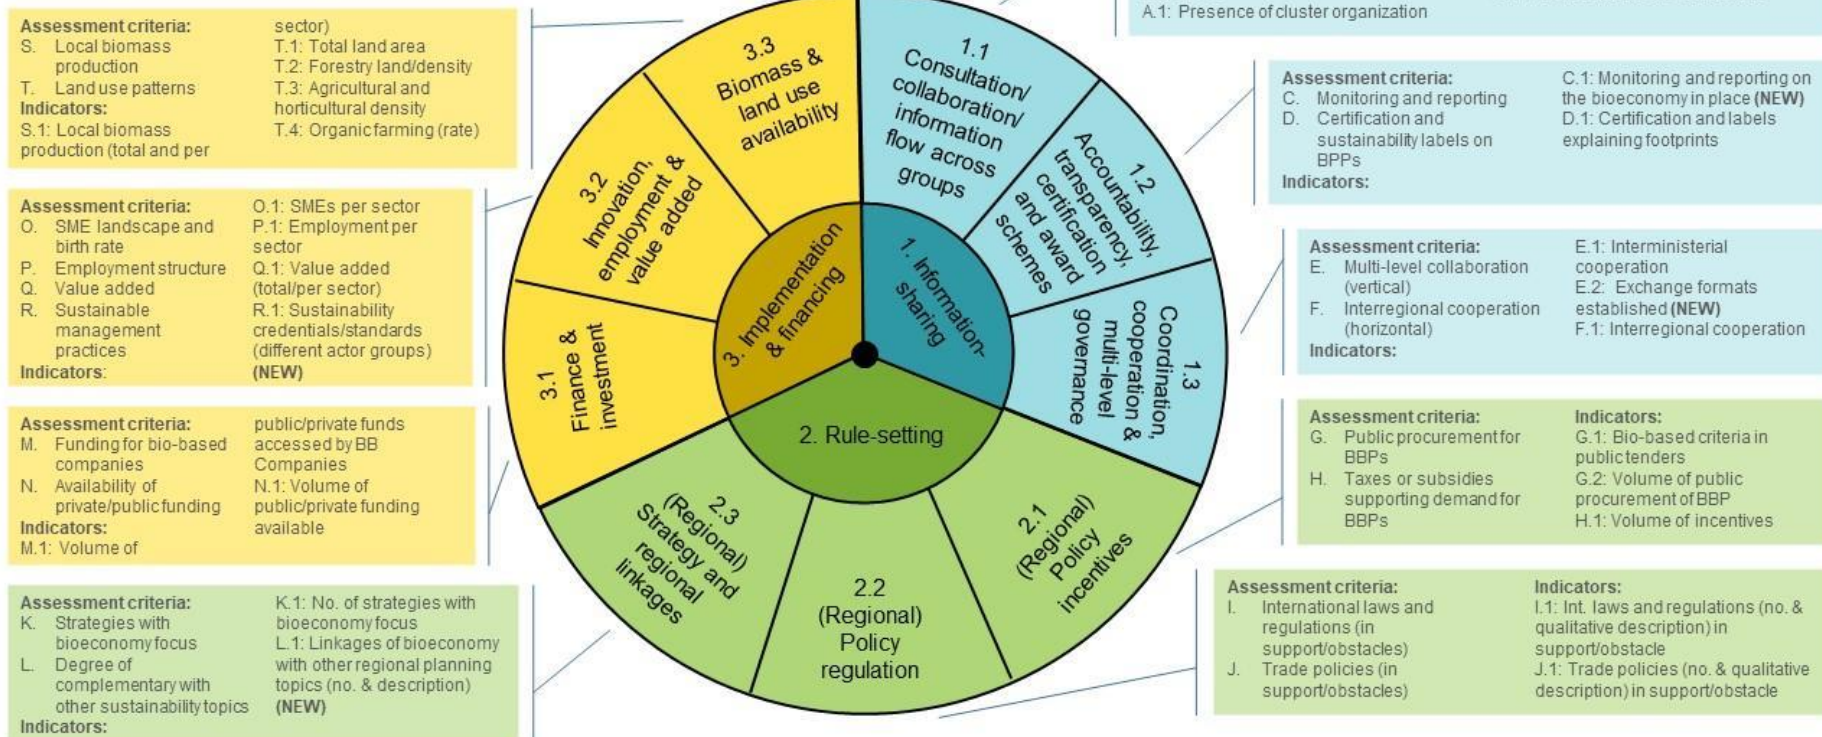 A.1: Presence of cluster organization
Assessment criteria:
S. Local biomass
production
T. Land use patterns
Indicators:
S.1: Local biomass
production (total and per
sector)
T.1: Total land area
T.2: Forestry land/density
T.3: Agricultural and
horticultural density
T.4: Organic farming (rate)
Assessment criteria:
O. SME landscape and
birth rate
P. Employment structure
Q. Value added
R. Sustainable
management
practices
Indicators:
O.1: SMEs per sector
P.1: Employment per
sector
Q.1: Value added
(total/per sector)
R.1: Sustainability
credentials/standards
(different actor groups)
(NEW)
Assessment criteria:
M. Funding for bio-based
companies
N. Availability of
private/public funding
Indicators:
M.1: Volume of
public/private funds
accessed by BB
Companies
N.1: Volume of
public/private funding
available
Assessment criteria:
K. Strategies with
bioeconomy focus
L. Degree of
complementary with
other sustainability topics
Indicators:
K.1: No. of strategies with
bioeconomy focus
L.1: Linkages of bioeconomy
with other regional planning
topics (no. & description)
(NEW)
3.3
Biomass &
land use
availability
3.2
Innovation,
employment &
value added
3.1
Finance &
investment
3. Implementation
& financing
1. Information-
sharing
2. Rule-setting
1.1
Consultation/
collaboration/
information
flow across
groups
1.2
Accountability,
transparency,
certification
and award
schemes
1.3
Coordination,
cooperation &
multi-level
governance
2.1
(Regional)
Policy
incentives
2.2
(Regional)
Policy
regulation
2.3
(Regional)
Strategy and
regional
linkages
Assessment criteria:
C. Monitoring and reporting
D. Certification and
sustainability labels on
BPPs
Indicators:
C.1: Monitoring and reporting on
the bioeconomy in place (NEW)
D.1: Certification and labels
explaining footprints
Assessment criteria:
E. Multi-level collaboration
(vertical)
F. Interregional cooperation
(horizontal)
Indicators:
E.1: Interministerial
cooperation
E.2: Exchange formats
established (NEW)
F.1: Interregional cooperation
Assessment criteria:
G. Public procurement for
BBPs
H. Taxes or subsidies
supporting demand for
BBPs
Indicators:
G.1: Bio-based criteria in
public tenders
G.2: Volume of public
procurement of BBP
H.1: Volume of incentives
Assessment criteria:
I. International laws and
regulations (in
support/obstacles)
J. Trade policies (in
support/obstacles)
Indicators:
I.1: Int. laws and regulations (no. &
qualitative description) in
support/obstacle
J.1: Trade policies (no. & qualitative
description) in support/obstacle